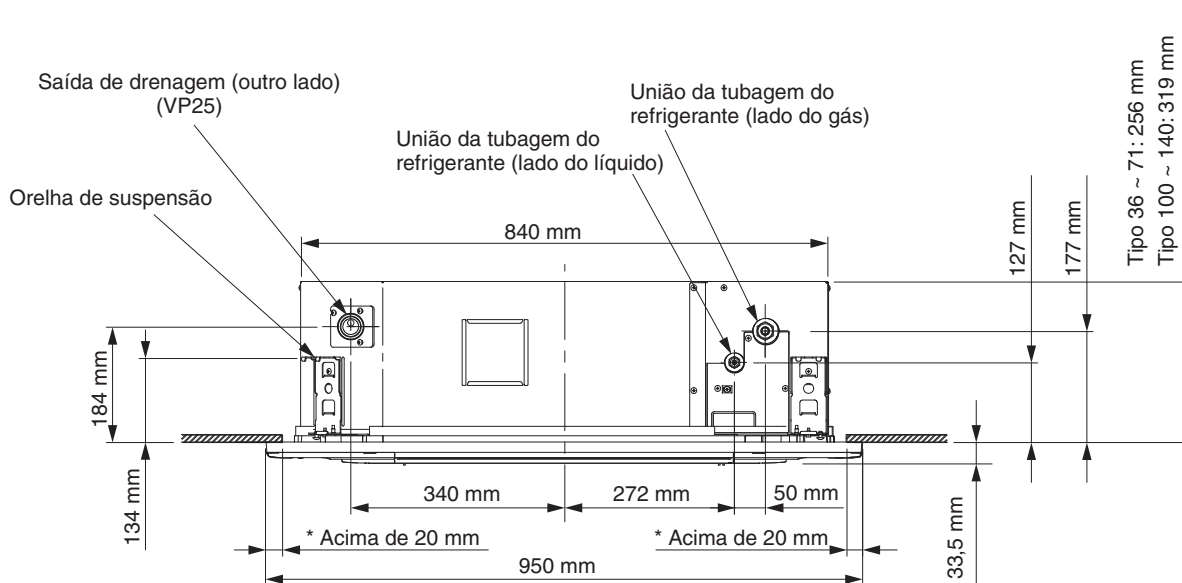 Saída de drenagem (outro lado)
(VP25)
União da tubagem do
refrigerante (lado do gás)
União da tubagem do
refrigerante (lado do líquido)
Orelha de suspensão
Tipo 36 ~ 71: 256 mm
Tipo 100 ~ 140: 319 mm
840 mm
127 mm
177 mm
184 mm
134 mm
340 mm
272 mm
50 mm
33,5 mm
* Acima de 20 mm
* Acima de 20 mm
950 mm